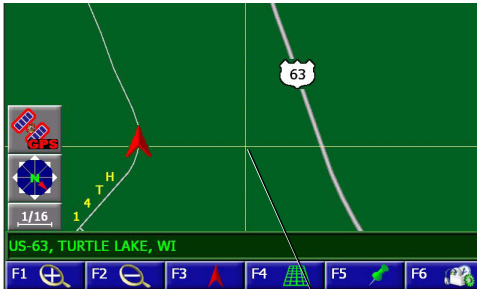 63
GPS
N
H
T
4
1
1/16
US-63, TURTLE LAKE, WI
F1 F2 F3 F4 F5 F6